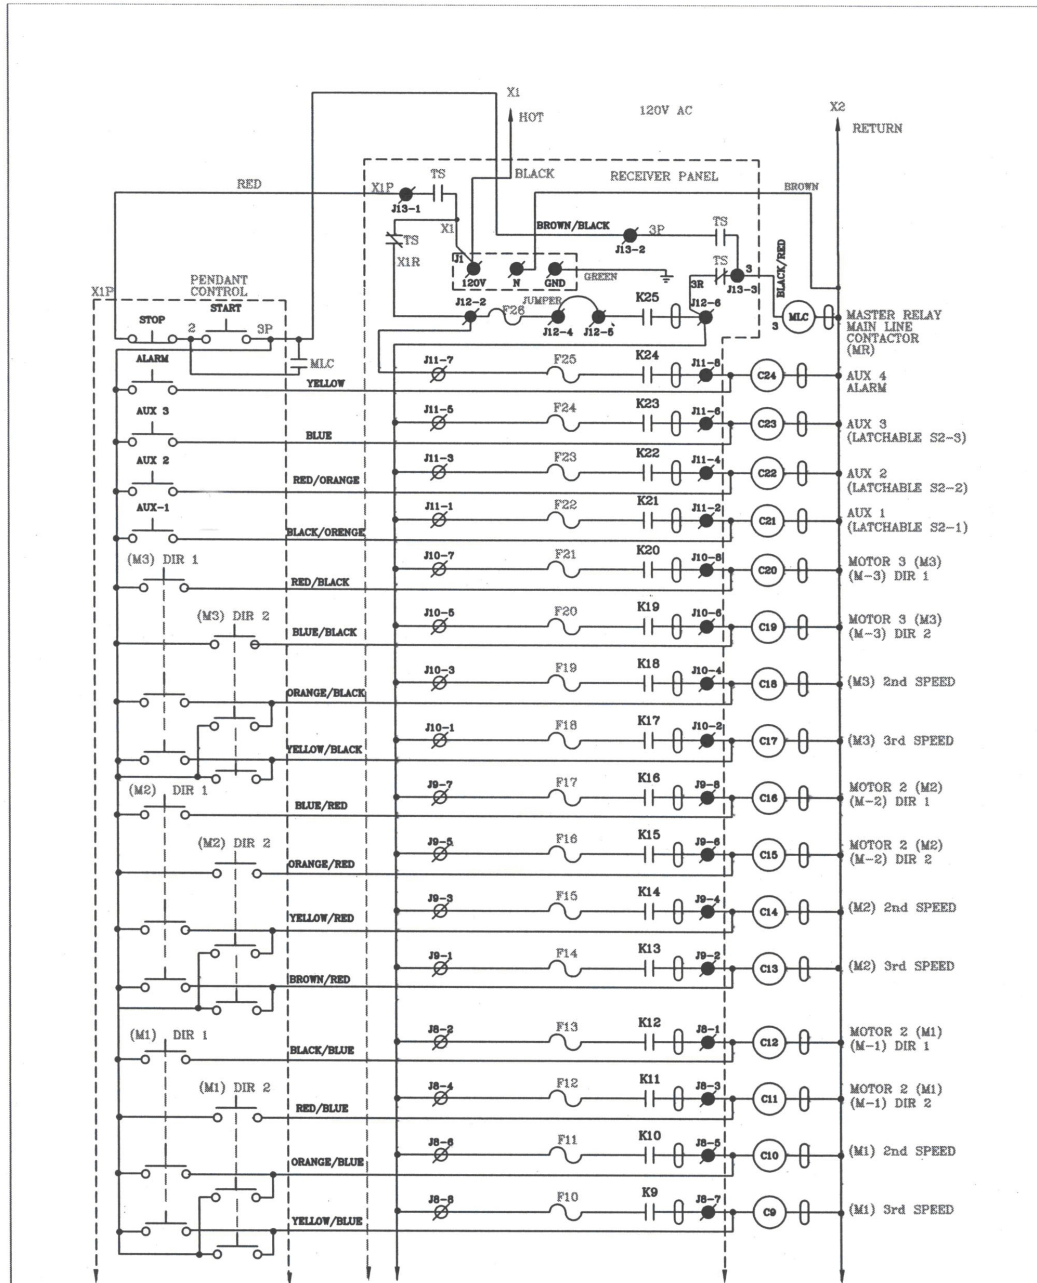 X1
HOT
120V AC
X2
RETURN
BLACK
RECEIVER PANEL
BROWN
RED
X1P
TS
J13-1
X1
BROWN/BLACK
3P
TS
J13-2
TS
X1R
J1
120V
N
GND
GREEN
TS
3R
3
J13-3
BLACK/RED
X1P
PENDANT
CONTROL
STOP
START
2
3P
MLC
J12-2
F26
JUMPER
J12-4
J12-5
K25
J12-6
3
MLC
MASTER RELAY
MAIN LINE
CONTACTOR
(MR)
ALARM
YELLOW
J11-7
F25
K24
J11-8
C24
AUX 4
ALARM
AUX 3
BLUE
J11-5
F24
K23
J11-6
C23
AUX 3
(LATCHABLE S2-3)
AUX 2
RED/ORANGE
J11-3
F23
K22
J11-4
C22
AUX 2
(LATCHABLE S2-2)
AUX-1
BLACK/ORENGE
J11-1
F22
K21
J11-2
C21
AUX 1
(LATCHABLE S2-1)
(M3) DIR 1
RED/BLACK
J10-7
F21
K20
J10-8
C20
MOTOR 3 (M3)
(M-3) DIR 1
(M3) DIR 2
BLUE/BLACK
J10-5
F20
K19
J10-6
C19
MOTOR 3 (M3)
(M-3) DIR 2
ORANGE/BLACK
J10-3
F19
K18
J10-4
C18
(M3) 2nd SPEED
YELLOW/BLACK
J10-1
F18
K17
J10-2
C17
(M3) 3rd SPEED
(M2) DIR 1
BLUE/RED
J9-7
F17
K16
J9-8
C16
MOTOR 2 (M2)
(M-2) DIR 1
(M2) DIR 2
ORANGE/RED
J9-5
F16
K15
J9-6
C15
MOTOR 2 (M2)
(M-2) DIR 2
YELLOW/RED
J9-3
F15
K14
J9-4
C14
(M2) 2nd SPEED
BROWN/RED
J9-1
F14
K13
J9-2
C13
(M2) 3rd SPEED
(M1) DIR 1
BLACK/BLUE
J8-2
F13
K12
J8-1
C12
MOTOR 2 (M1)
(M-1) DIR 1
(M1) DIR 2
RED/BLUE
J8-4
F12
K11
J8-3
C11
MOTOR 2 (M1)
(M-1) DIR 2
ORANGE/BLUE
J8-6
F11
K10
J8-5
C10
(M1) 2nd SPEED
YELLOW/BLUE
J8-8
F10
K9
J8-7
C9
(M1) 3rd SPEED